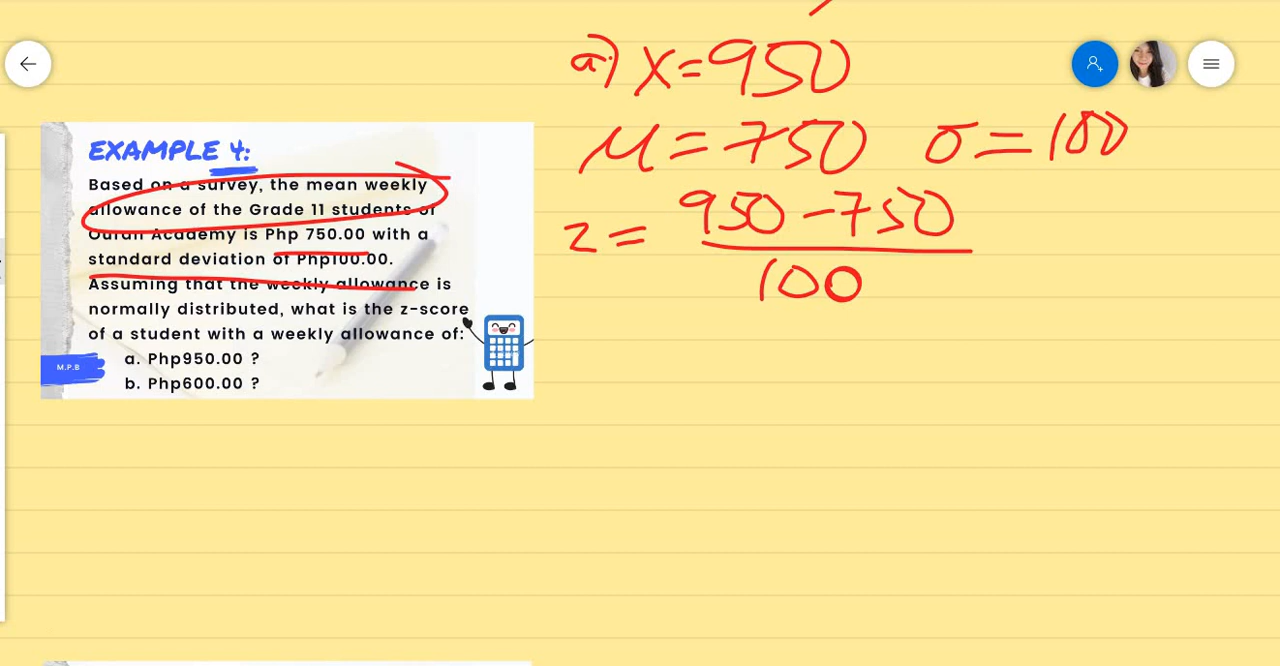 EXAMPLE 4:
Based on a survey, the mean weekly
allowance of the Grade 11 students of
Ouran Academy is Php 750.00 with a
standard deviation of Php100.00.
Assuming that the weekly allowance is
normally distributed, what is the z-score
of a student with a weekly allowance of:
a. Php950.00 ?
b. Php600.00 ?
M.P.B
a) x=950
μ=750 σ=100
z= 950-750
100